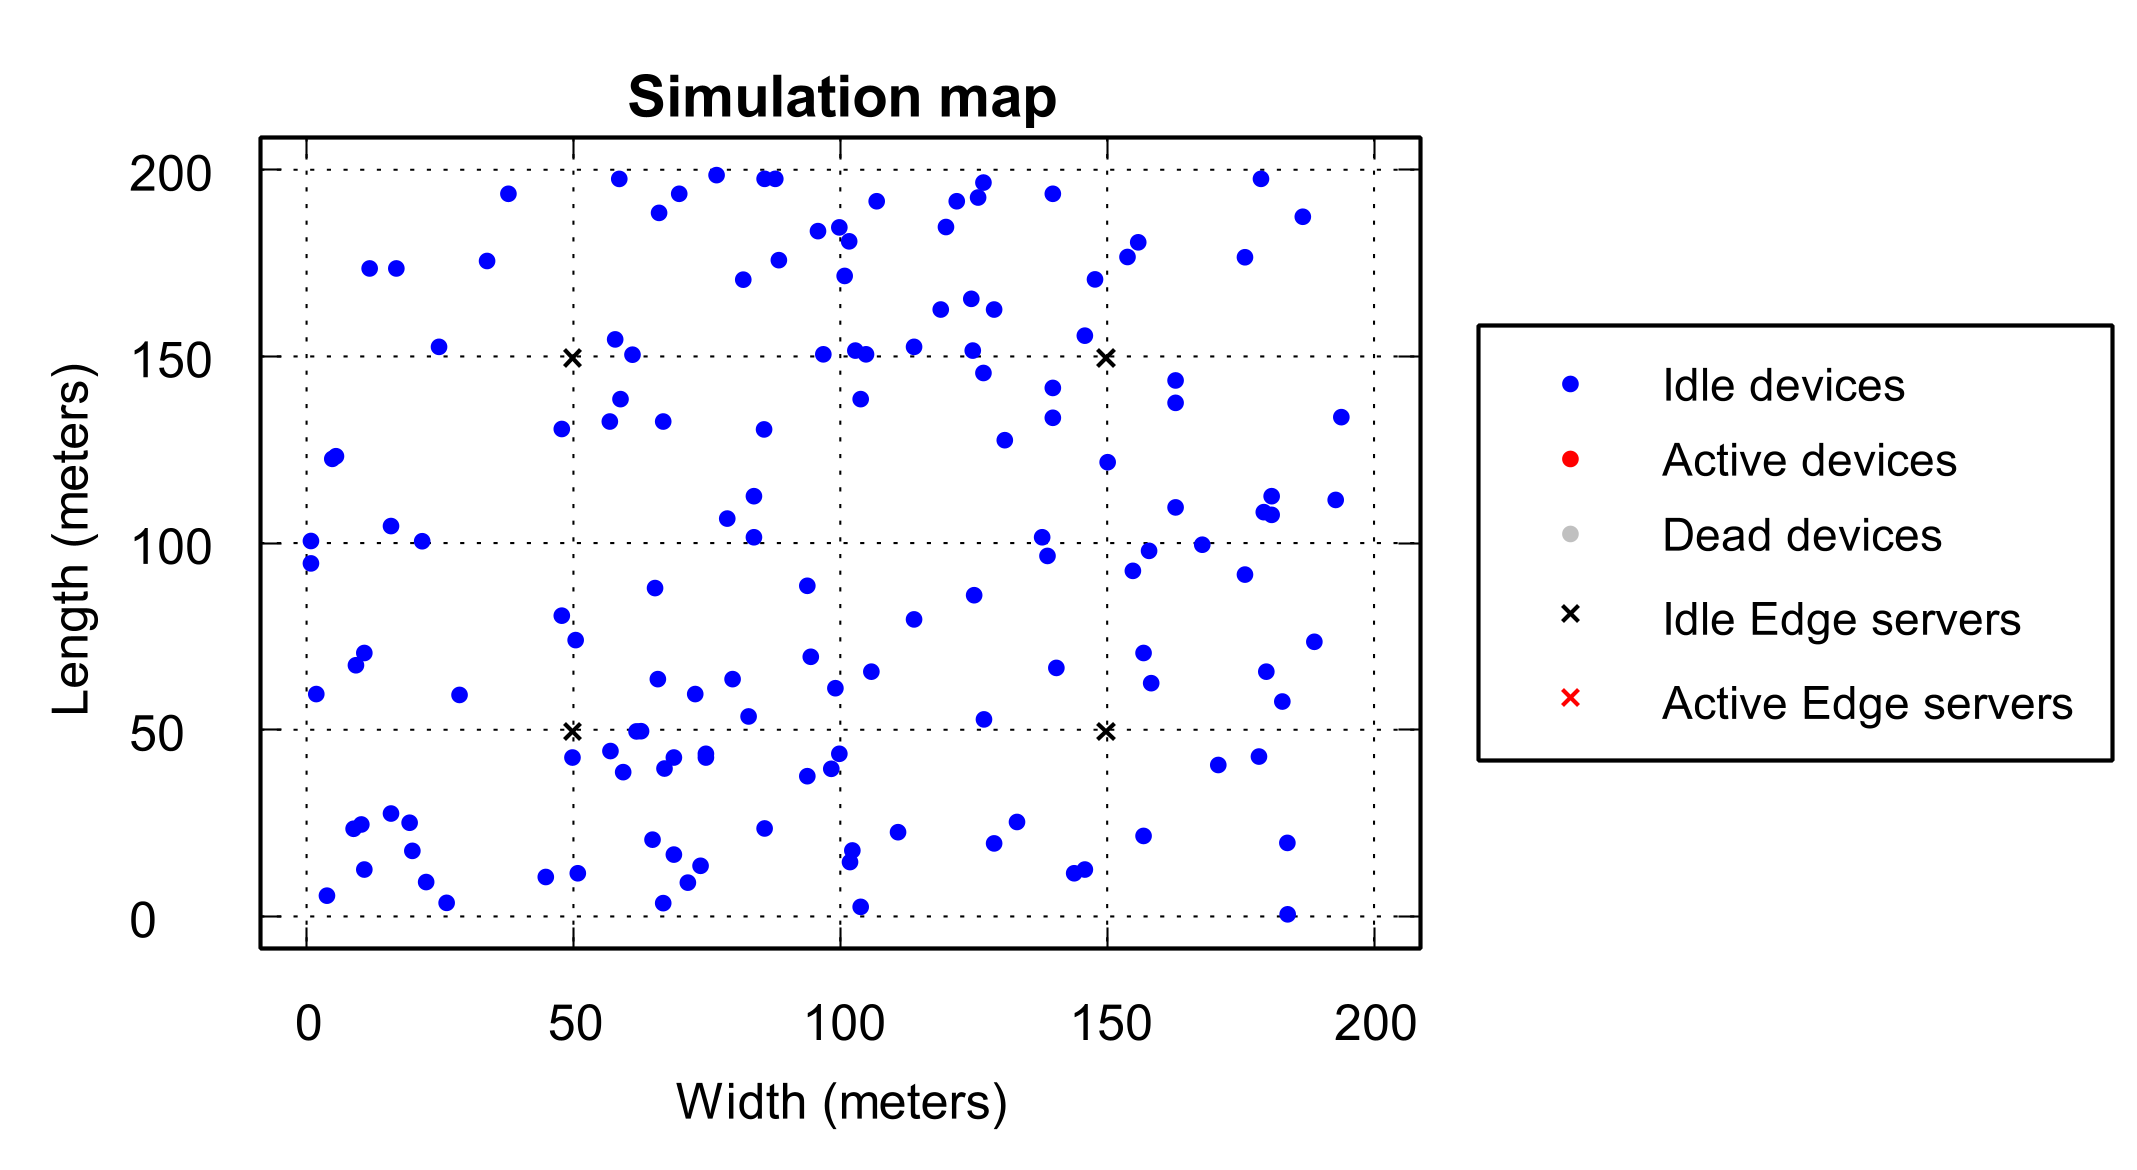 Simulation map
200
150
100
50
0
Length (meters)
0 50 100 150 200
Width (meters)
Idle devices
Active devices
Dead devices
Idle Edge servers
Active Edge servers